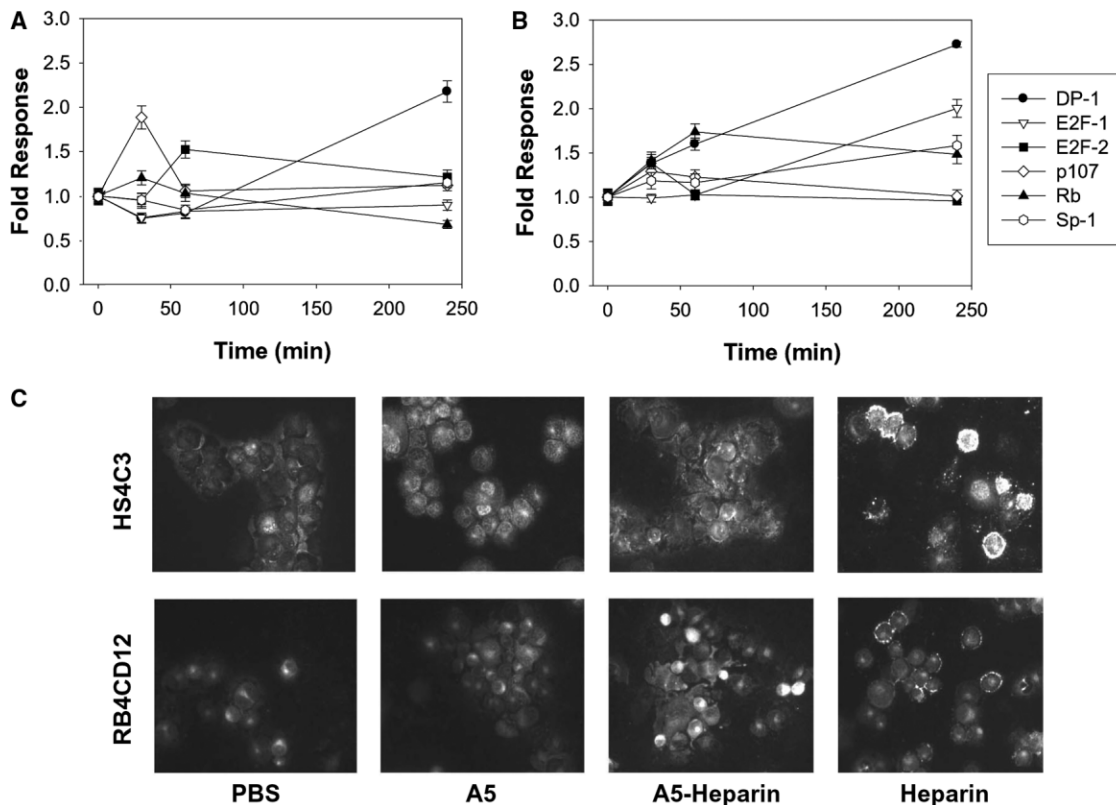 A
3.0
2.5
2.0
1.5
1.0
0.5
0.0
Fold Response
0
50
100
150
200
250
Time (min)
B
3.0
2.5
2.0
1.5
1.0
0.5
0.0
Fold Response
0
50
100
150
200
250
Time (min)
DP-1
E2F-1
E2F-2
p107
Rb
Sp-1
C
HS4C3
RB4CD12
PBS
A5
A5-Heparin
Heparin